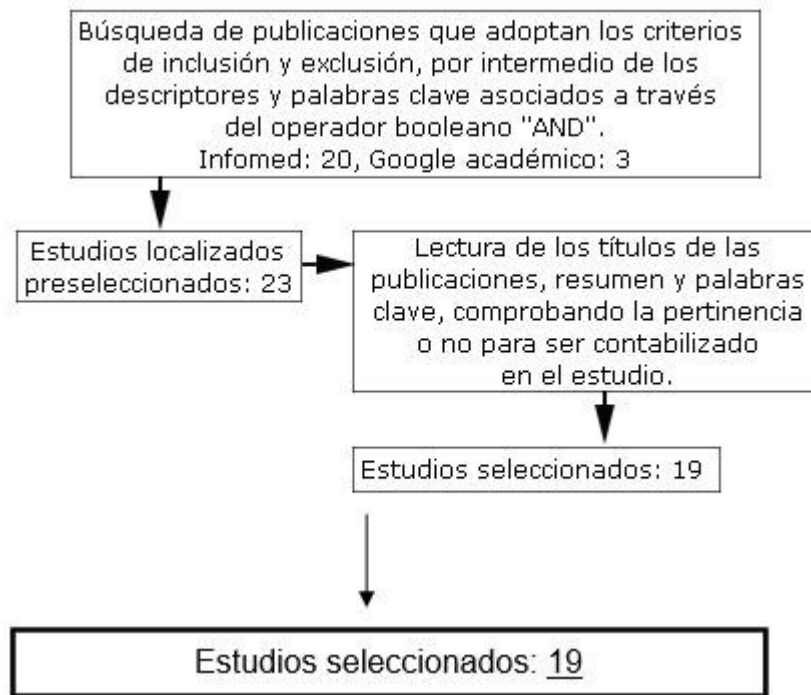 Búsqueda de publicaciones que adoptan los criterios
de inclusión y exclusión, por intermedio de los
descriptores y palabras clave asociados a través
del operador booleano "AND".
Infomed: 20, Google académico: 3
Estudios localizados
preseleccionados: 23
Lectura de los títulos de las
publicaciones, resumen y palabras
clave, comprobando la pertinencia
o no para ser contabilizado
en el estudio.
Estudios seleccionados: 19
Estudios seleccionados: 19